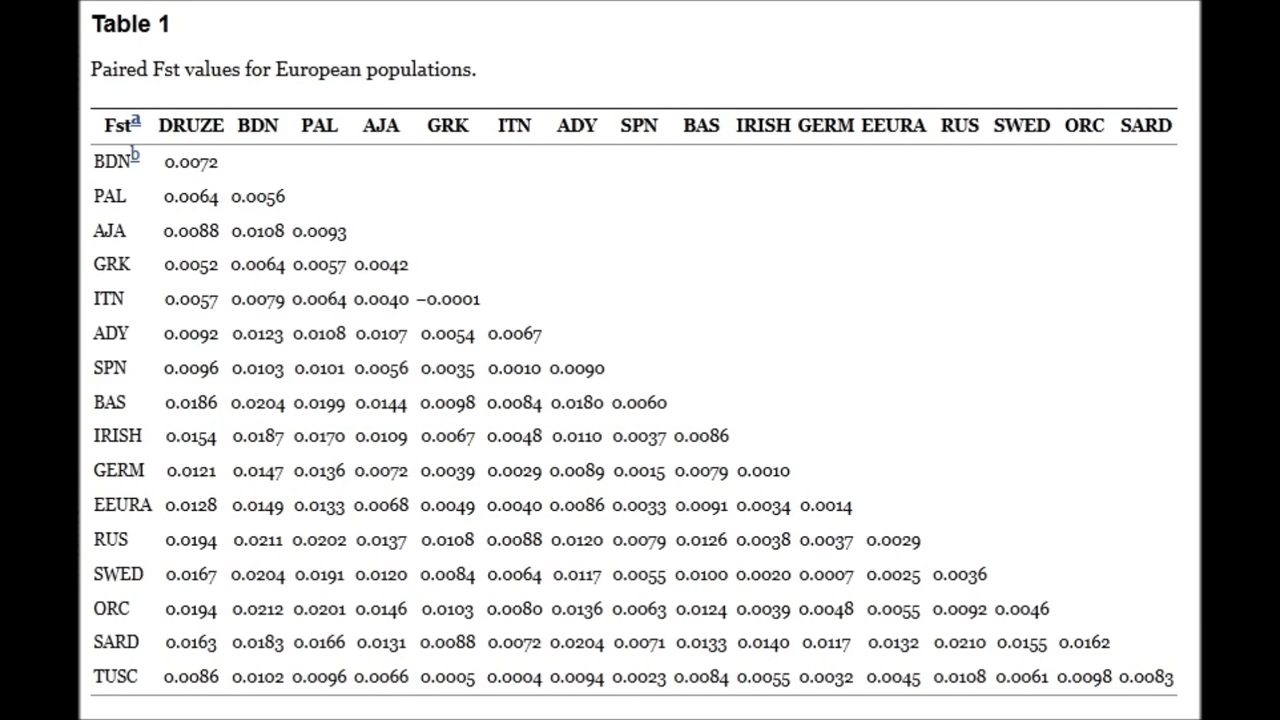 Table 1
Paired Fst values for European populations.
Fsta DRUZE BDN PAL AJA GRK ITN ADY SPN BAS IRISH GERM EEURA RUS SWED ORC SARD
BDNb 0.0072
PAL 0.0064 0.0056
AJA 0.0088 0.0108 0.0093
GRK 0.0052 0.0064 0.0057 0.0042
ITN 0.0057 0.0079 0.0064 0.0040 −0.0001
ADY 0.0092 0.0123 0.0108 0.0107 0.0054 0.0067
SPN 0.0096 0.0103 0.0101 0.0056 0.0035 0.0010 0.0090
BAS 0.0186 0.0204 0.0199 0.0144 0.0098 0.0084 0.0180 0.0060
IRISH 0.0154 0.0187 0.0170 0.0109 0.0067 0.0048 0.0110 0.0037 0.0086
GERM 0.0121 0.0147 0.0136 0.0072 0.0039 0.0029 0.0089 0.0015 0.0079 0.0010
EEURA 0.0128 0.0149 0.0133 0.0068 0.0049 0.0040 0.0086 0.0033 0.0091 0.0034 0.0014
RUS 0.0194 0.0211 0.0202 0.0137 0.0108 0.0088 0.0120 0.0079 0.0126 0.0038 0.0037 0.0029
SWED 0.0167 0.0204 0.0191 0.0120 0.0084 0.0064 0.0117 0.0055 0.0100 0.0020 0.0007 0.0025 0.0036
ORC 0.0194 0.0212 0.0201 0.0146 0.0103 0.0080 0.0136 0.0063 0.0124 0.0039 0.0048 0.0055 0.0092 0.0046
SARD 0.0163 0.0183 0.0166 0.0131 0.0088 0.0072 0.0204 0.0071 0.0133 0.0140 0.0117 0.0132 0.0210 0.0155 0.0162
TUSC 0.0086 0.0102 0.0096 0.0066 0.0005 0.0004 0.0094 0.0023 0.0084 0.0055 0.0032 0.0045 0.0108 0.0061 0.0098 0.0083